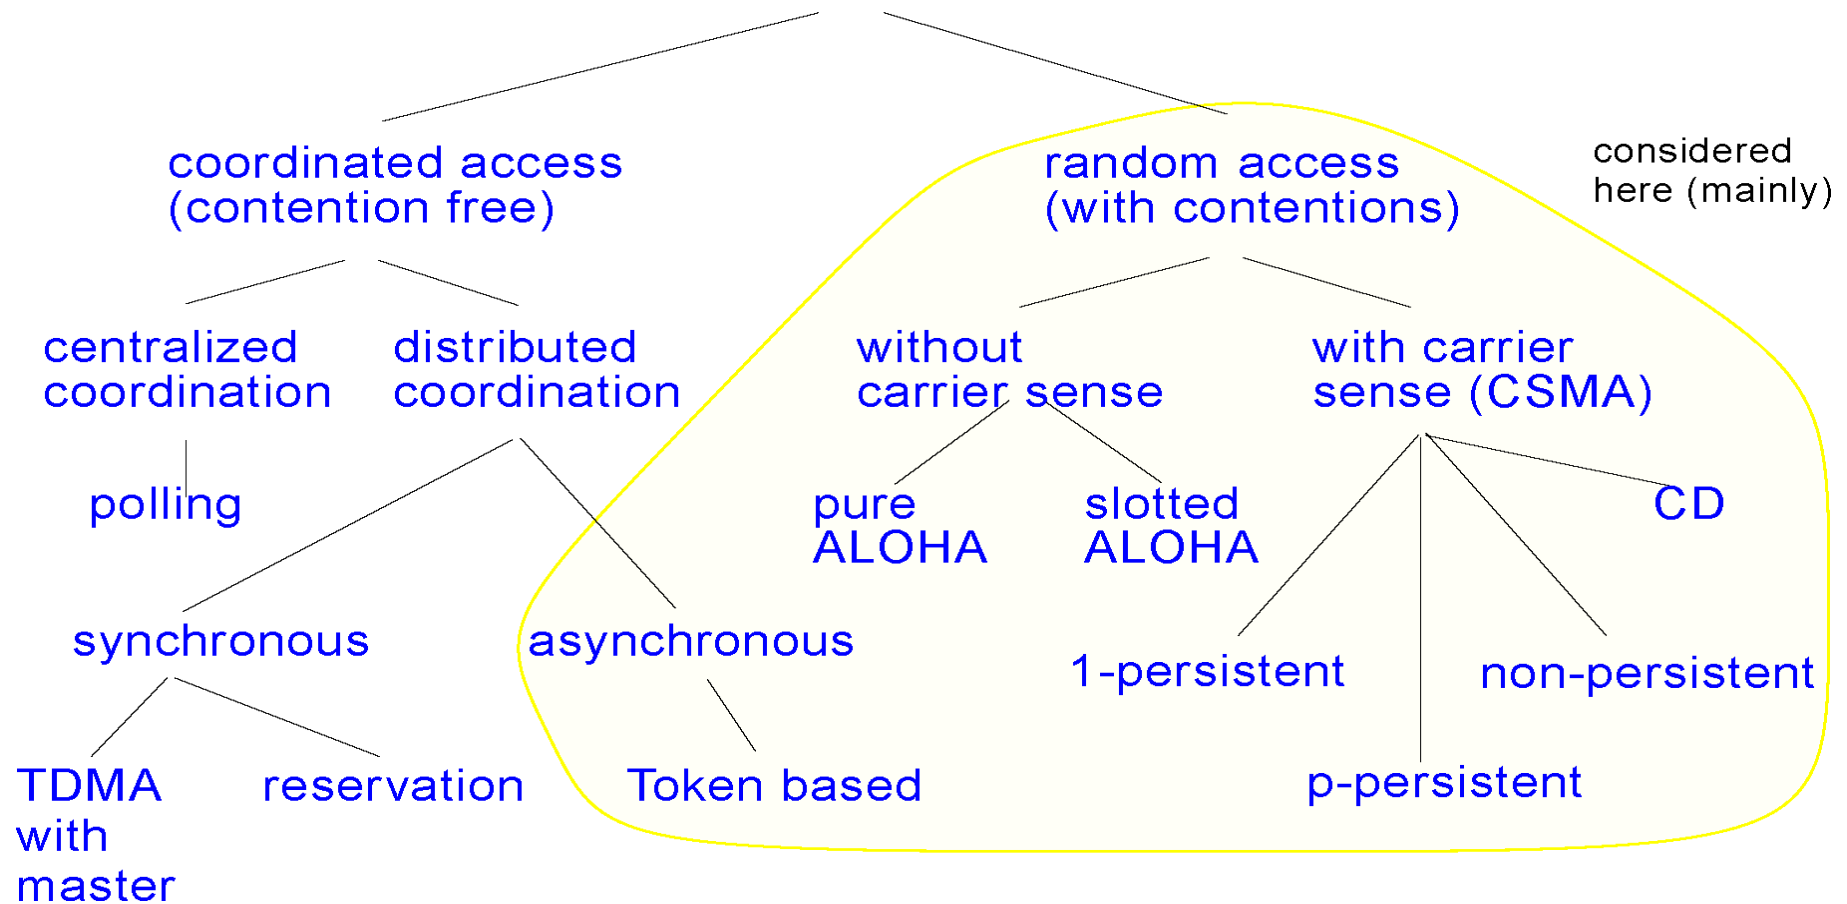 coordinated access
(contention free)
random access
(with contentions)
considered
here (mainly)
centralized
coordination
distributed
coordination
without
carrier sense
with carrier
sense (CSMA)
polling
pure
ALOHA
slotted
ALOHA
CD
synchronous
asynchronous
1-persistent
non-persistent
TDMA
with
master
reservation
Token based
p-persistent